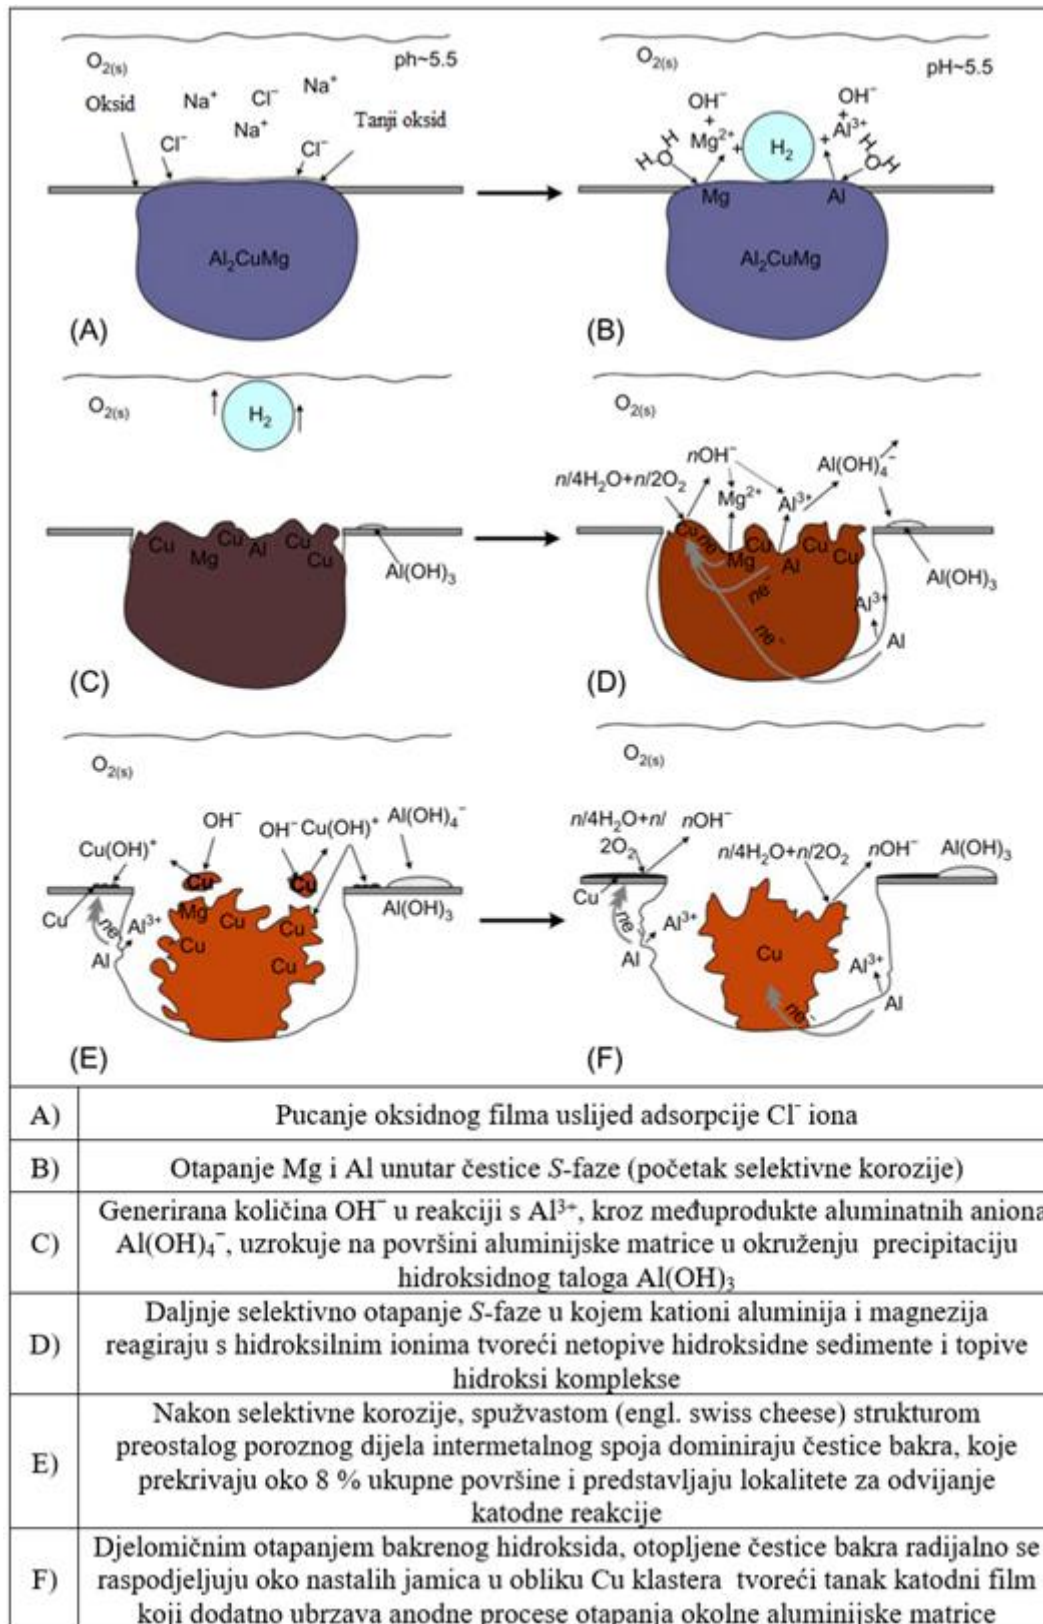 O2(s)
ph~5.5
Oksid
Na⁺
Cl⁻
Na⁺
Na⁺
Tanji oksid
Cl⁻
Cl⁻
Al₂CuMg
(A)
O2(s)
pH~5.5
OH⁻
+
Mg²⁺
+
H₂
OH⁻
+
+Al³⁺
H
O
H
H
O
H
Mg
Al
Al₂CuMg
(B)
O2(s)
H₂
Cu
Mg
Cu
Al
Cu
Cu
Al(OH)₃
(C)
O2(s)
n/4H₂O+n/2O₂
nOH⁻
Mg²⁺
Al³⁺
Al(OH)₄⁻
ne⁻
Mg
Cu
Al
Cu
Cu
ne⁻
ne⁻
Al³⁺
Al
Al(OH)₃
(D)
O2(s)
Cu(OH)⁺
OH⁻
OH⁻
Cu(OH)⁺
Al(OH)₄⁻
Cu
Cu
Cu
ne⁻
Al³⁺
Al
Mg
Cu
Cu
Cu
Cu
Al(OH)₃
(E)
O2(s)
n/4H₂O+n/
2O₂
nOH⁻
n/4H₂O+n/2O₂
nOH⁻
Al(OH)₃
Cu
ne⁻
Al³⁺
Al
Cu
Al³⁺
Al
ne⁻
(F)
A) Pucanje oksidnog filma uslijed adsorpcije Cl⁻ iona
B) Otapanje Mg i Al unutar čestice S-faze (početak selektivne korozije)
C) Generirana količina OH⁻ u reakciji s Al³⁺, kroz međuprodukte aluminatnih aniona
Al(OH)₄⁻, uzrokuje na površini aluminijske matrice u okruženju precipitaciju
hidroksidnog taloga Al(OH)₃
D) Daljnje selektivno otapanje S-faze u kojem kationi aluminija i magnezija
reagiraju s hidroksilnim ionima tvoreći netopive hidroksidne sedimente i topive
hidroksi komplekse
E) Nakon selektivne korozije, spužvastom (engl. swiss cheese) strukturom
preostalog poroznog dijela intermetalnog spoja dominiraju čestice bakra, koje
prekrivaju oko 8 % ukupne površine i predstavljaju lokalitete za odvijanje
katodne reakcije
F) Djelomičnim otapanjem bakrenog hidroksida, otopljene čestice bakra radijalno se
raspodjeljuju oko nastalih jamica u obliku Cu klastera tvoreći tanak katodni film
koji dodatno ubrzava anodne procese otapanja okolne aluminijske matrice